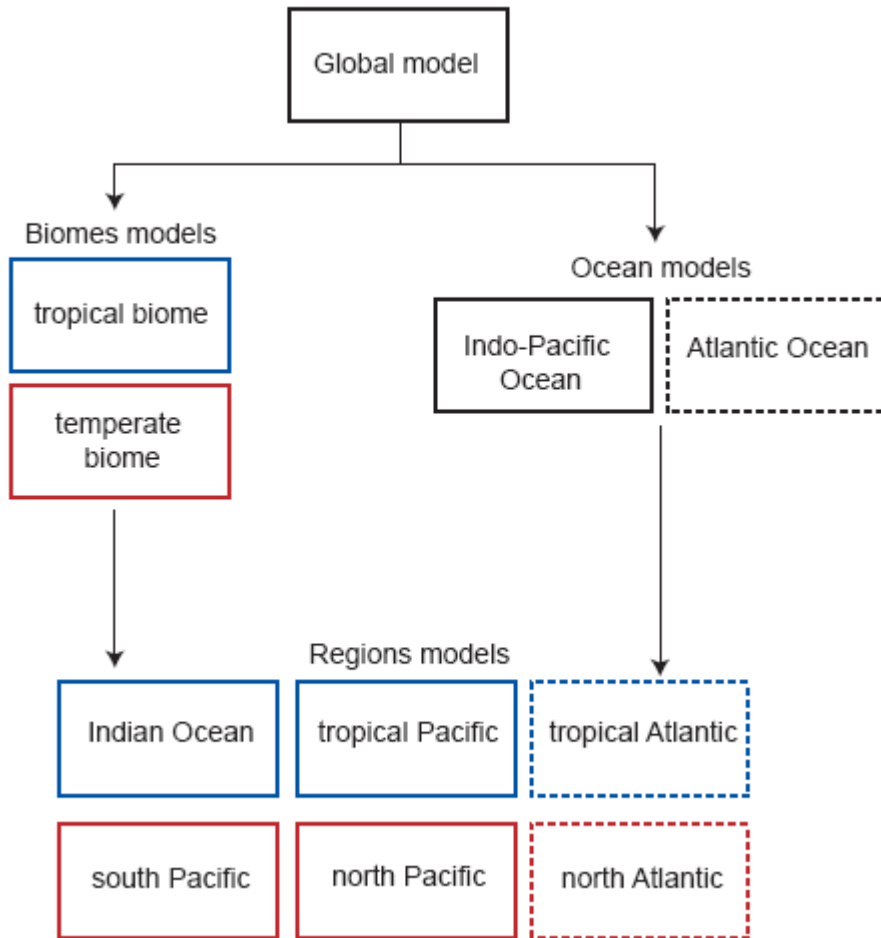 Global model
Biomes models
tropical biome
temperate
biome
Ocean models
Indo-Pacific
Ocean
Atlantic Ocean
Regions models
Indian Ocean
tropical Pacific
tropical Atlantic
south Pacific
north Pacific
north Atlantic